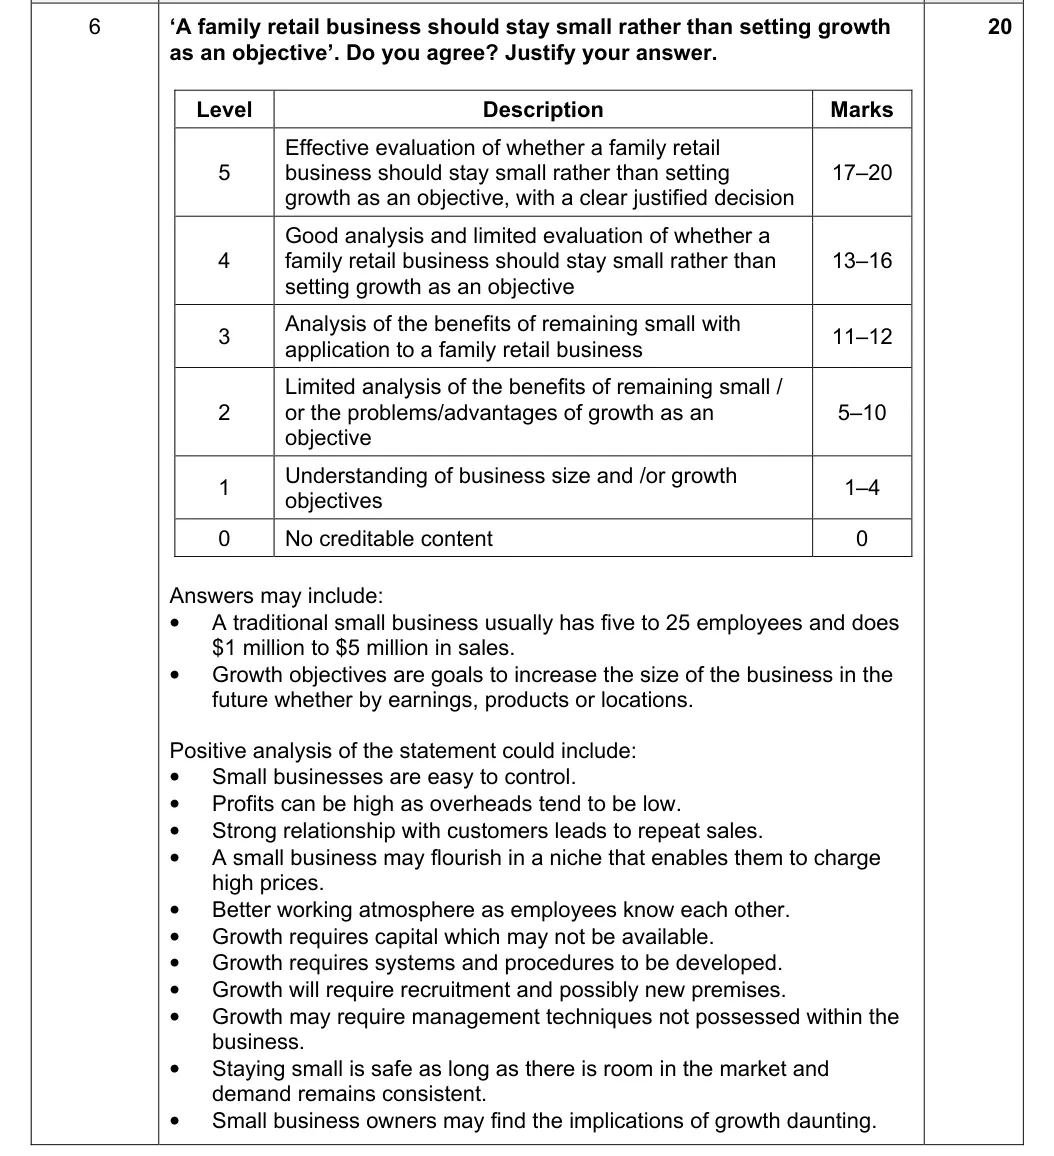 6
‘A family retail business should stay small rather than setting growth
as an objective’. Do you agree? Justify your answer.
20
Level Description Marks
5
Effective evaluation of whether a family retail
business should stay small rather than setting
growth as an objective, with a clear justified decision
17–20
4
Good analysis and limited evaluation of whether a
family retail business should stay small rather than
setting growth as an objective
13–16
3
Analysis of the benefits of remaining small with
application to a family retail business
11–12
2
Limited analysis of the benefits of remaining small /
or the problems/advantages of growth as an
objective
5–10
1
Understanding of business size and /or growth
objectives
1–4
0 No creditable content 0
Answers may include:
• A traditional small business usually has five to 25 employees and does
$1 million to $5 million in sales.
• Growth objectives are goals to increase the size of the business in the
future whether by earnings, products or locations.
Positive analysis of the statement could include:
• Small businesses are easy to control.
• Profits can be high as overheads tend to be low.
• Strong relationship with customers leads to repeat sales.
• A small business may flourish in a niche that enables them to charge
high prices.
• Better working atmosphere as employees know each other.
• Growth requires capital which may not be available.
• Growth requires systems and procedures to be developed.
• Growth will require recruitment and possibly new premises.
• Growth may require management techniques not possessed within the
business.
• Staying small is safe as long as there is room in the market and
demand remains consistent.
• Small business owners may find the implications of growth daunting.